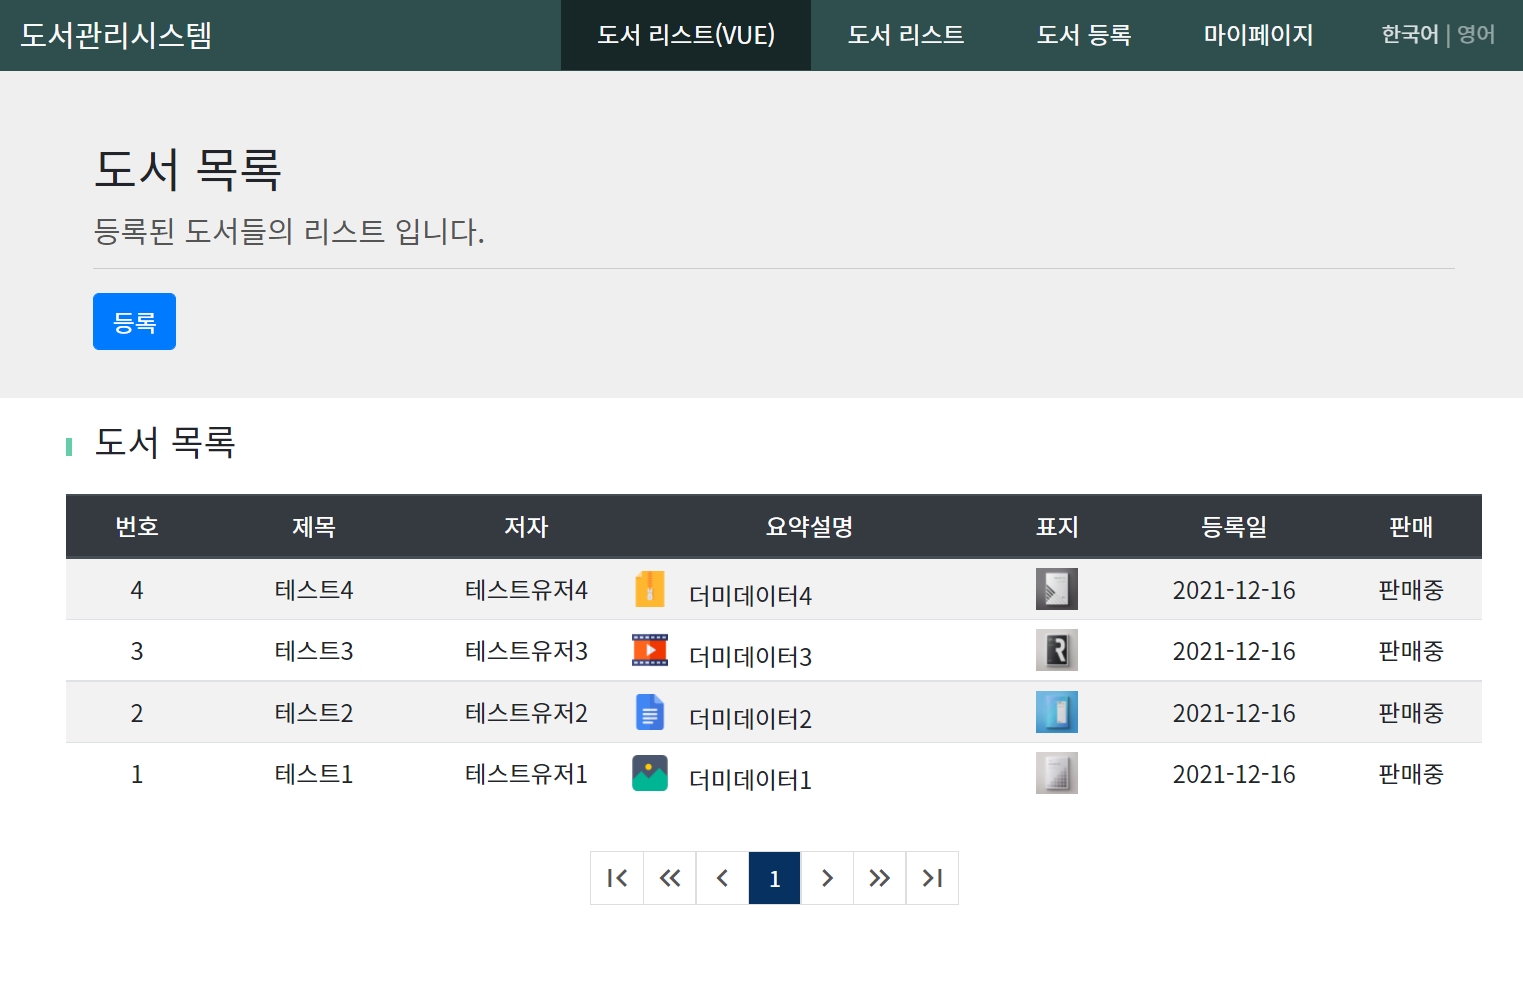 도서관리시스템 도서 리스트(VUE) 도서 리스트 도서 등록 마이페이지 한국어 | 영어
도서 목록
등록된 도서들의 리스트 입니다.
등록
도서 목록
번호 제목 저자 요약설명 표지 등록일 판매
4 테스트4 테스트유저4 더미데이터4 2021-12-16 판매중
3 테스트3 테스트유저3 더미데이터3 2021-12-16 판매중
2 테스트2 테스트유저2 더미데이터2 2021-12-16 판매중
1 테스트1 테스트유저1 더미데이터1 2021-12-16 판매중
1